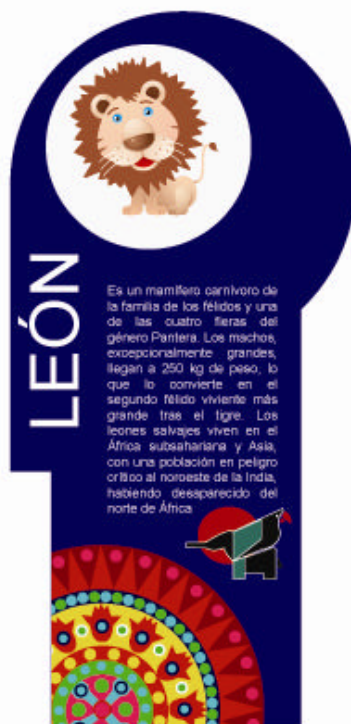 LEÓN
Es un mamífero carnívoro de
la familia de los félidos y una
de las cuatro fieras del
género Pantera. Los machos,
excepcionalmente grandes,
llegan a 250 kg de peso, lo
que lo convierte en el
segundo félido viviente más
grande tras el tigre. Los
leones salvajes viven en el
África subsahariana y Asia,
con una población en peligro
crítico al noroeste de la India,
habiendo desaparecido del
norte de África